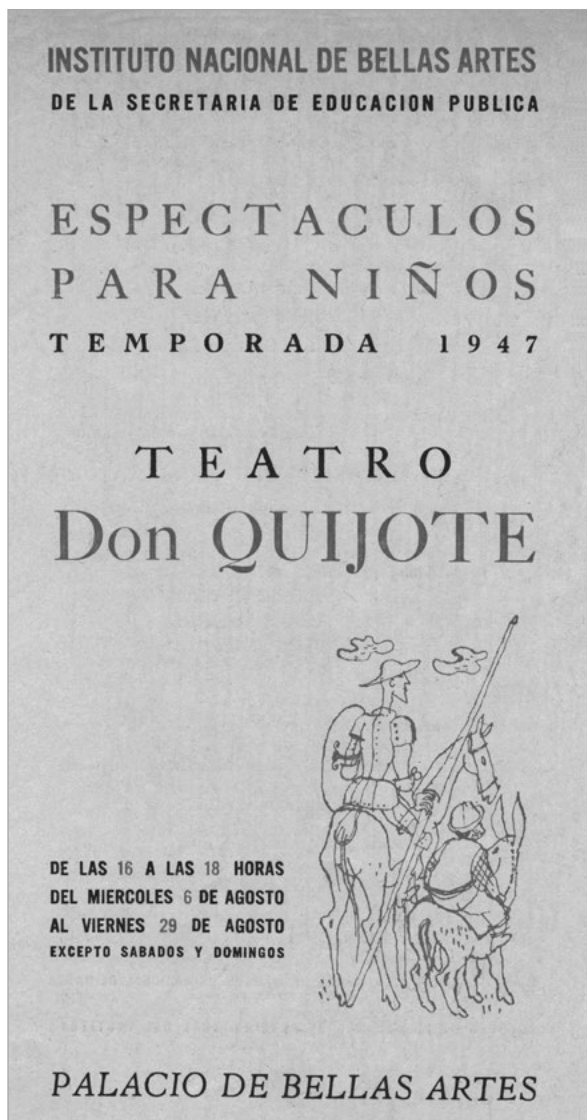 INSTITUTO NACIONAL DE BELLAS ARTES
DE LA SECRETARIA DE EDUCACION PUBLICA
ESPECTACULOS
PARA NIÑOS
TEMPORADA 1947
TEATRO
Don QUIJOTE
DE LAS 16 A LAS 18 HORAS
DEL MIERCOLES 6 DE AGOSTO
AL VIERNES 29 DE AGOSTO
EXCEPTO SABADOS Y DOMINGOS
PALACIO DE BELLAS ARTES